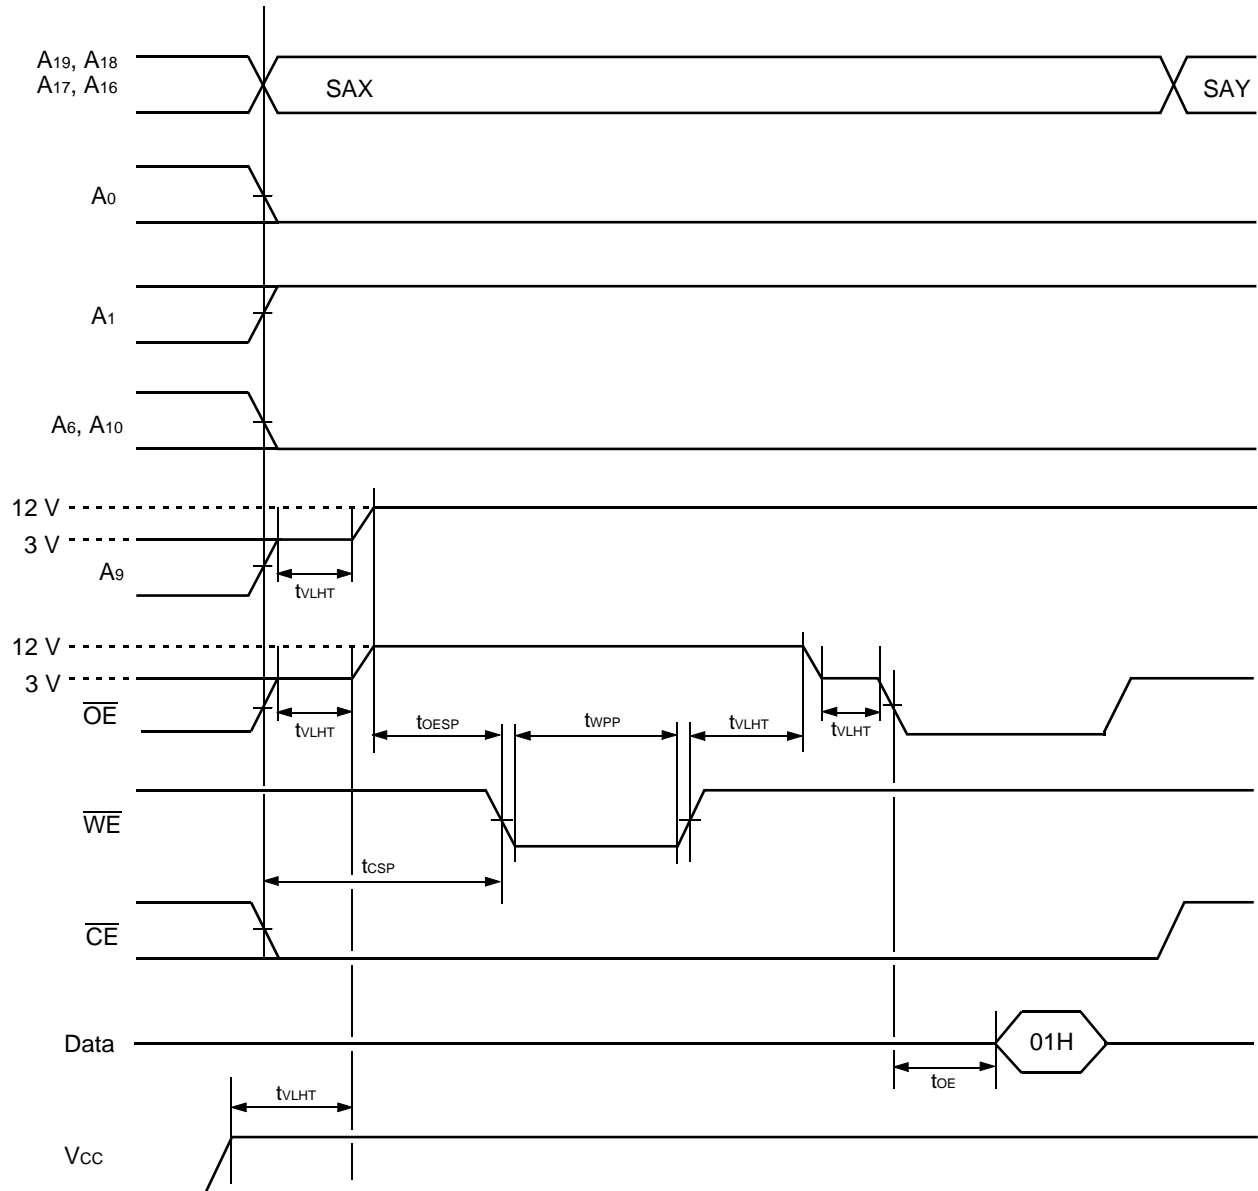 A19, A18
A17, A16
SAX
SAY
A0
A1
A6, A10
12 V
3 V
A9
tVLHT
12 V
3 V
OE
tVLHT
tOESP
tWPP
tVLHT
tVLHT
WE
tCSP
CE
Data
01H
tOE
tVLHT
VCC